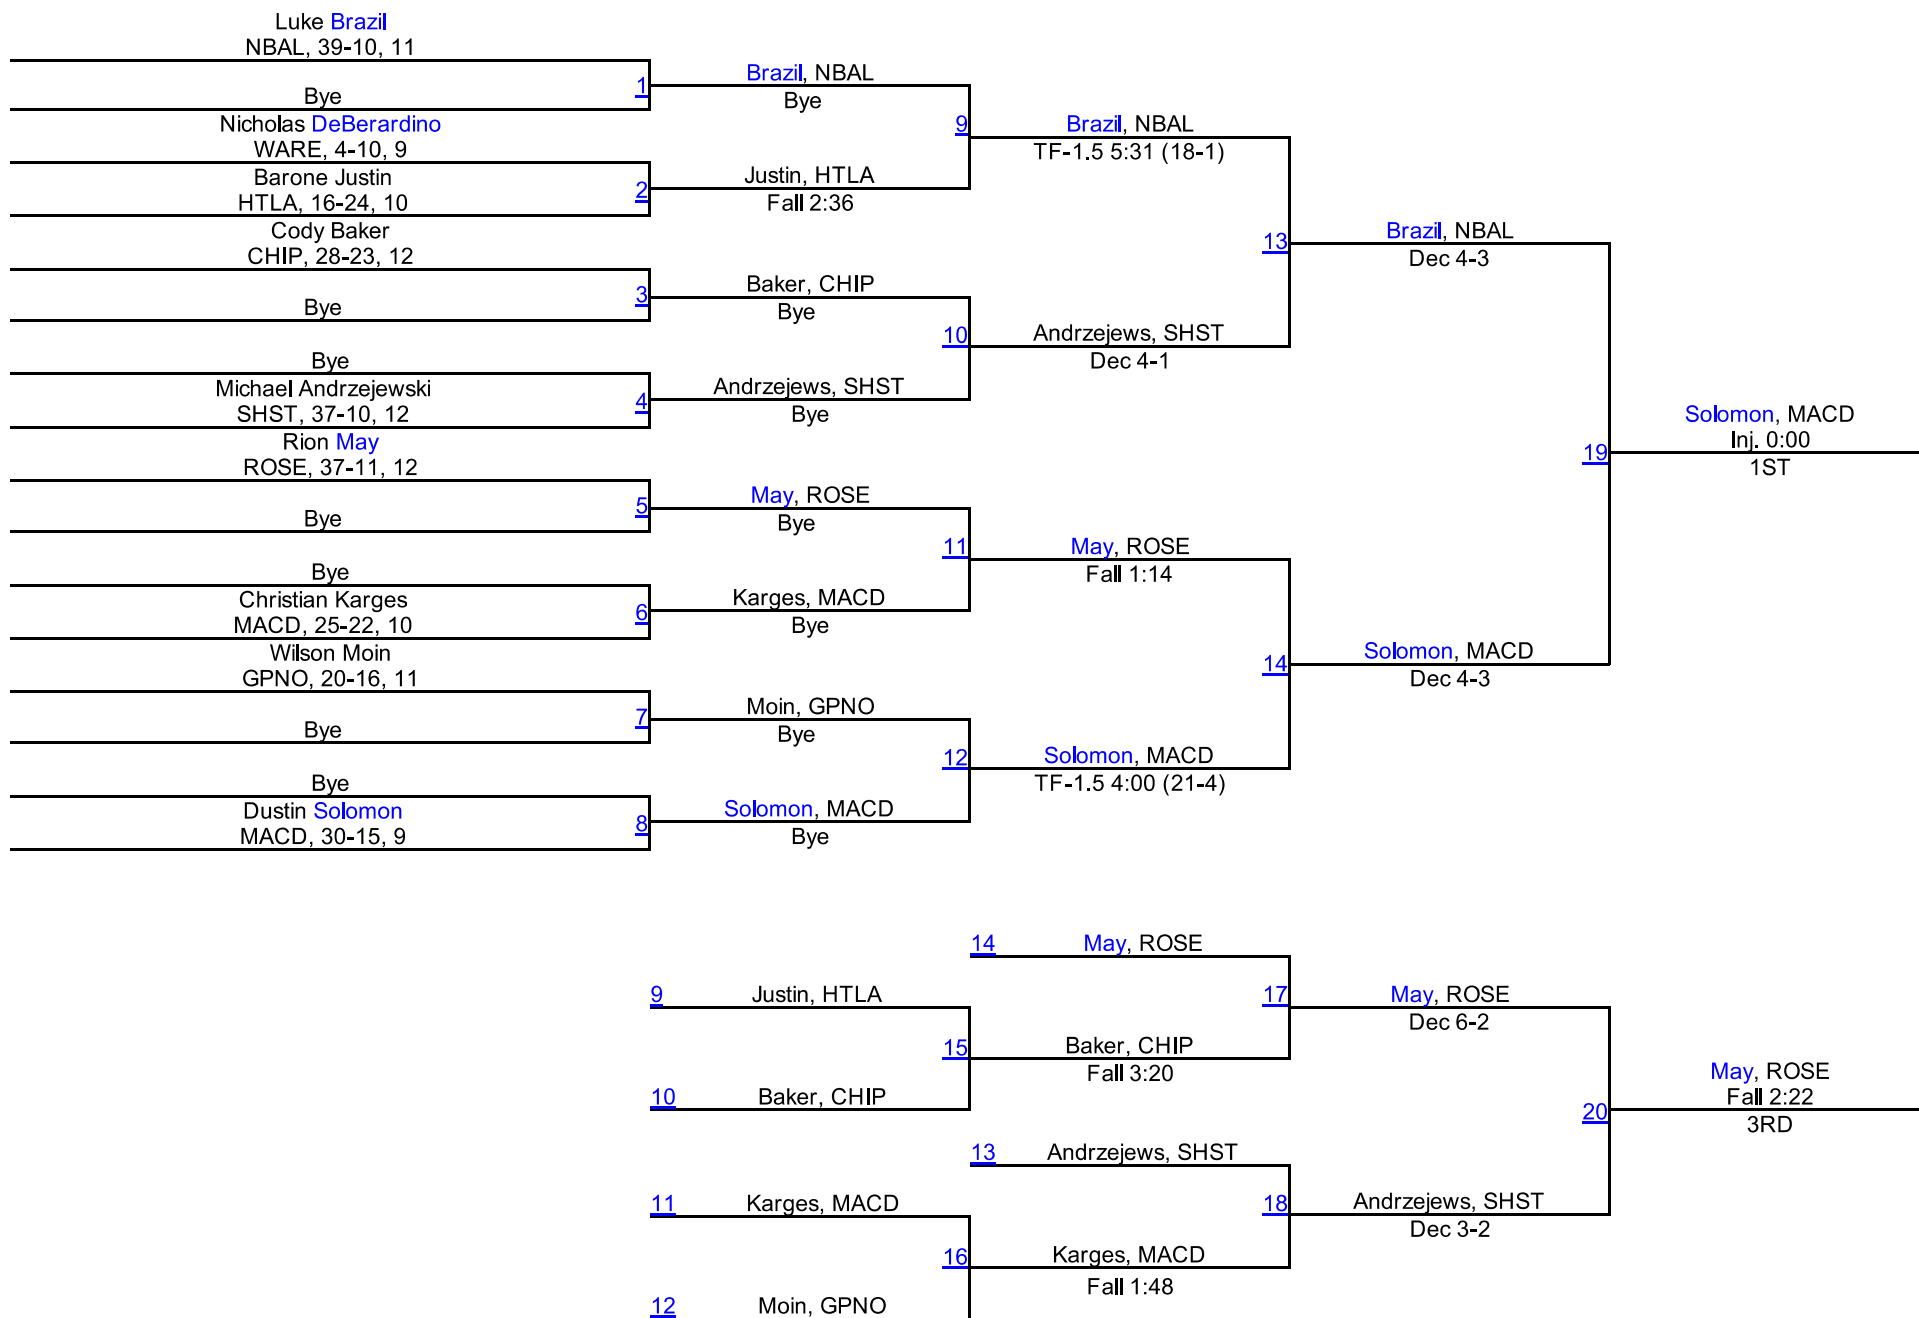 Luke Brazil
NBAL, 39-10, 11
1
Bye
Nicholas DeBerardino
WARE, 4-10, 9
Barone Justin
2
HTLA, 16-24, 10
Cody Baker
CHIP, 28-23, 12
3
Bye
Bye
Michael Andrzejewski
4
SHST, 37-10, 12
Rion May
ROSE, 37-11, 12
5
Bye
Bye
Christian Karges
6
MACD, 25-22, 10
Wilson Moin
GPNO, 20-16, 11
7
Bye
Bye
Dustin Solomon
8
MACD, 30-15, 9
Brazil, NBAL
Bye
9
Justin, HTLA
Fall 2:36
Baker, CHIP
Bye
10
Andrzejews, SHST
Bye
May, ROSE
Bye
11
Karges, MACD
Bye
Moin, GPNO
Bye
12
Solomon, MACD
Bye
Brazil, NBAL
TF-1.5 5:31 (18-1)
13
Andrzejews, SHST
Dec 4-1
May, ROSE
Fall 1:14
14
Solomon, MACD
TF-1.5 4:00 (21-4)
Brazil, NBAL
Dec 4-3
19
Solomon, MACD
Dec 4-3
Solomon, MACD
Inj. 0:00
1ST
9
Justin, HTLA
15
10
Baker, CHIP
11
Karges, MACD
16
12
Moin, GPNO
14
May, ROSE
17
Baker, CHIP
Fall 3:20
13
Andrzejews, SHST
18
Karges, MACD
Fall 1:48
May, ROSE
Dec 6-2
20
Andrzejews, SHST
Dec 3-2
May, ROSE
Fall 2:22
3RD